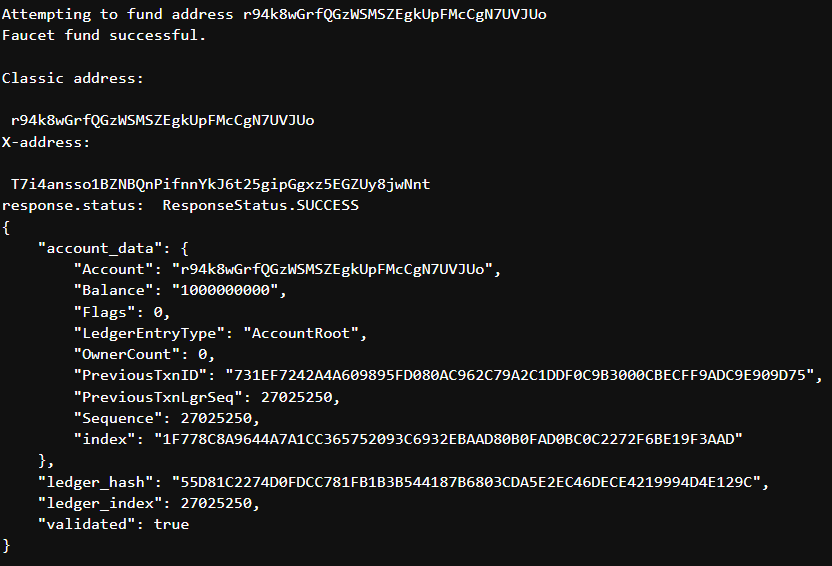 Attempting to fund address r94k8wGrfQGzWSMSZEgkUpFMcCgN7UVJUo
Faucet fund successful.
Classic address:
r94k8wGrfQGzWSMSZEgkUpFMcCgN7UVJUo
X-address:
T7i4ansso1BZNBQnPifnnYkJ6t25gipGgxz5EGZUy8jwNnt
response.status:  ResponseStatus.SUCCESS
{
    "account_data": {
        "Account": "r94k8wGrfQGzWSMSZEgkUpFMcCgN7UVJUo",
        "Balance": "1000000000",
        "Flags": 0,
        "LedgerEntryType": "AccountRoot",
        "OwnerCount": 0,
        "PreviousTxnID": "731EF7242A4A609895FD080AC962C79A2C1DDF0C9B3000CBECFF9ADC9E909D75",
        "PreviousTxnLgrSeq": 27025250,
        "Sequence": 27025250,
        "index": "1F778C8A9644A7A1CC365752093C6932EBAAD80B0FAD0BC0C2272F6BE19F3AAD"
    },
    "ledger_hash": "55D81C2274D0FDCC781FB1B3B544187B6803CDA5E2EC46DECE4219994D4E129C",
    "ledger_index": 27025250,
    "validated": true
}